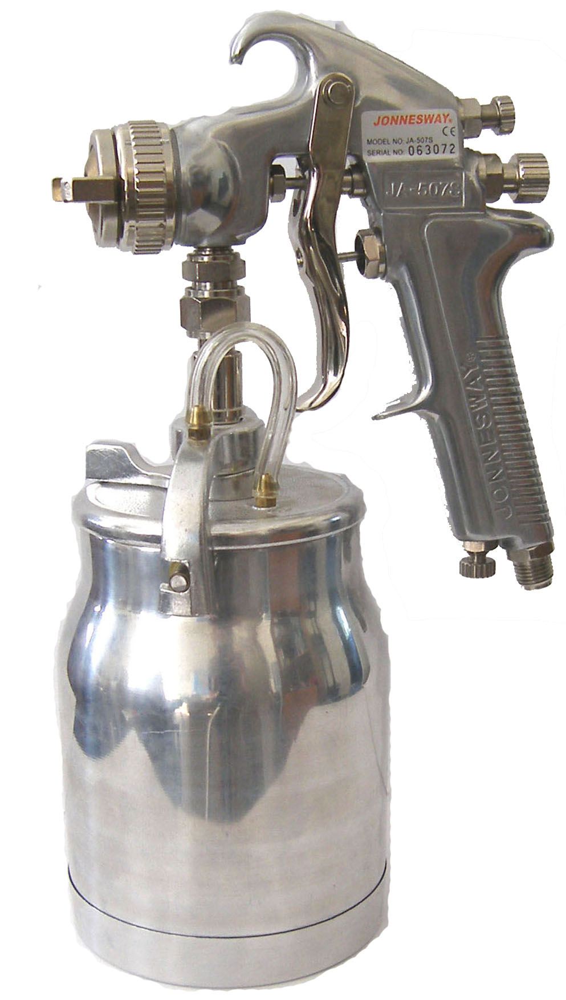 JONNESWAY®
CE
MODEL NO: JA-507S
SERIAL NO: 063072
JA-507S
JONNESWAY®